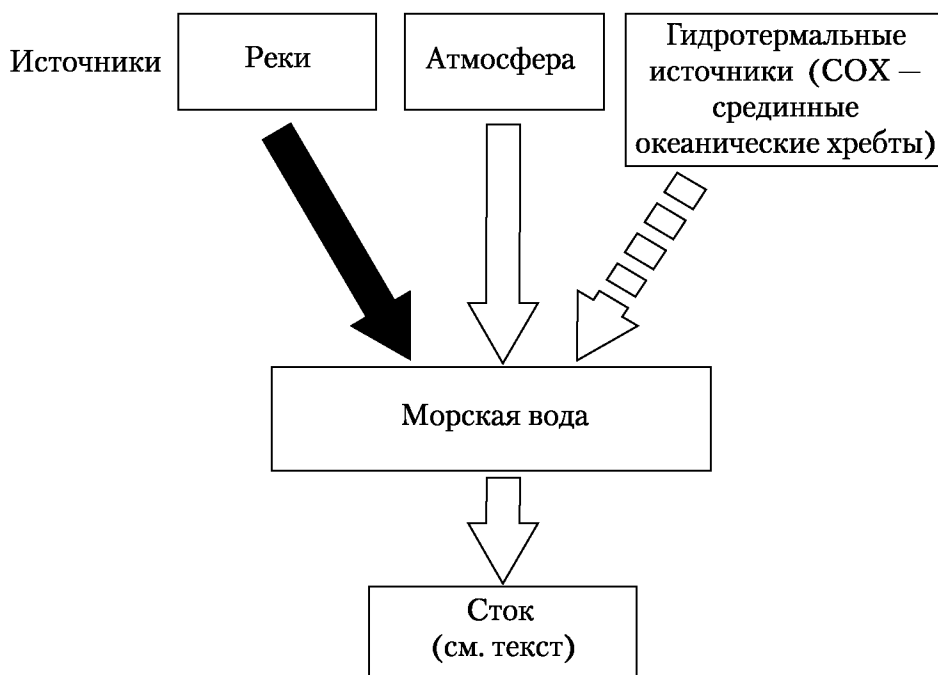 Источники
Реки
Атмосфера
Гидротермальные
источники (СОХ –
срединные
океанические хребты)
Морская вода
Сток
(см. текст)